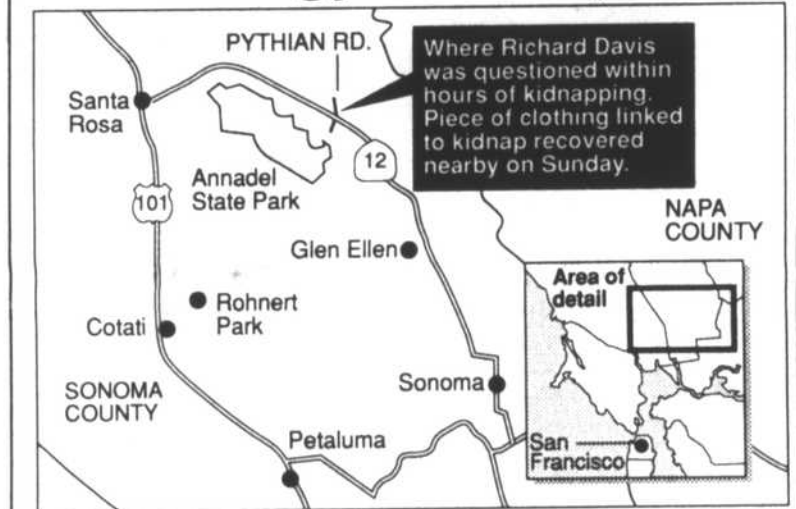 PYTHIAN RD.
Where Richard Davis
was questioned within
hours of kidnapping.
Piece of clothing linked
to kidnap recovered
nearby on Sunday.
Santa
Rosa
12
Annadel
State Park
101
NAPA
COUNTY
Glen Ellen
Area of
detail
Rohnert
Park
Cotati
Sonoma
SONOMA
COUNTY
Petaluma
San
Francisco